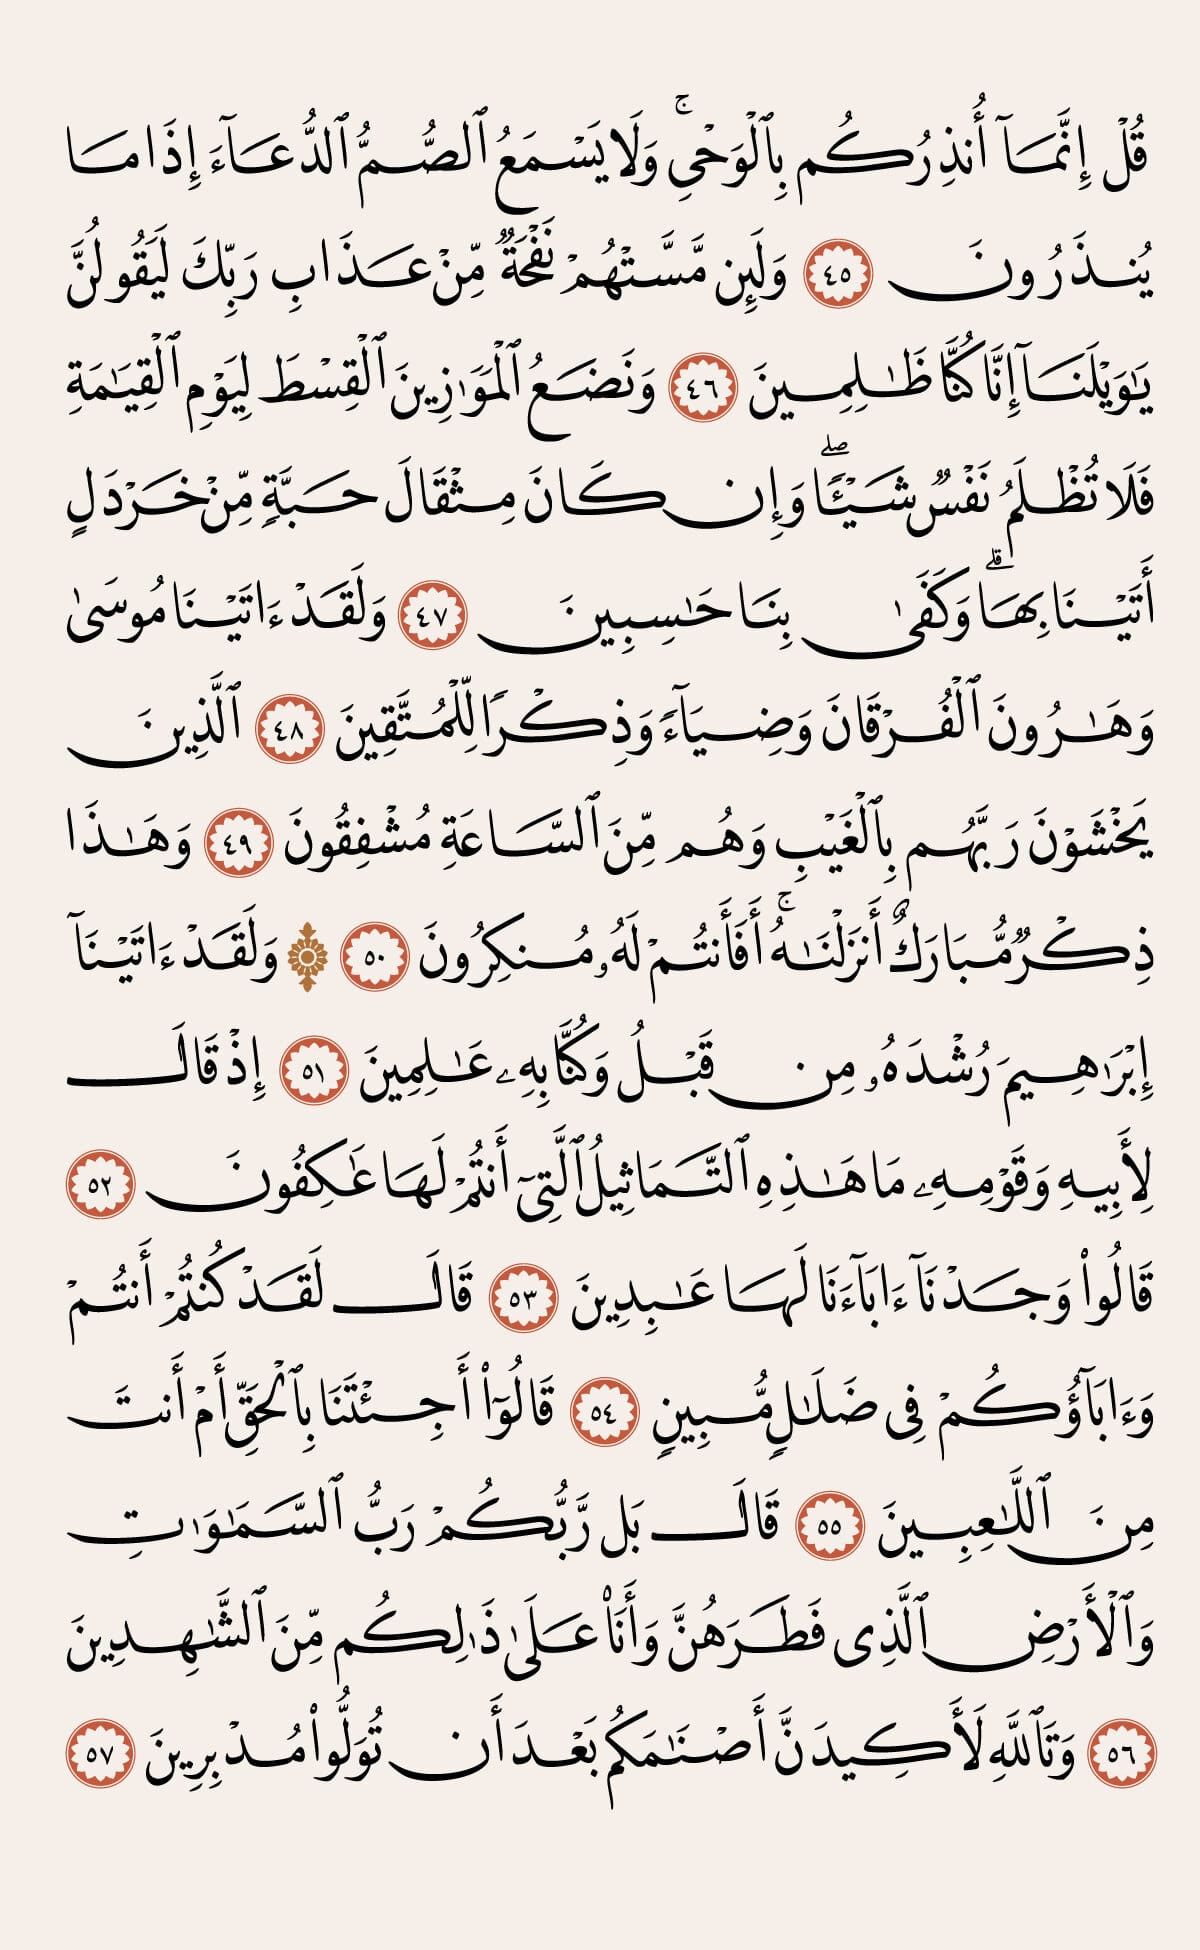 قُلْ إِنَّمَآ أُنذِرُكُم بِٱلْوَحْىِ ۚ وَلَا يَسْمَعُ ٱلصُّمُّ ٱلدُّعَآءَ إِذَا مَا
يُنذَرُونَ ٤٥ وَلَئِن مَّسَّتْهُمْ نَفْحَةٌ مِّنْ عَذَابِ رَبِّكَ لَيَقُولُنَّ
يَـٰوَيْلَنَآ إِنَّا كُنَّا ظَـٰلِمِينَ ٤٦ وَنَضَعُ ٱلْمَوَٰزِينَ ٱلْقِسْطَ لِيَوْمِ ٱلْقِيَـٰمَةِ
فَلَا تُظْلَمُ نَفْسٌ شَيْـًٔا ۖ وَإِن كَانَ مِثْقَالَ حَبَّةٍ مِّنْ خَرْدَلٍ
أَتَيْنَا بِهَا ۗ وَكَفَىٰ بِنَا حَـٰسِبِينَ ٤٧ وَلَقَدْ ءَاتَيْنَا مُوسَىٰ
وَهَـٰرُونَ ٱلْفُرْقَانَ وَضِيَآءً وَذِكْرًا لِّلْمُتَّقِينَ ٤٨ ٱلَّذِينَ
يَخْشَوْنَ رَبَّهُم بِٱلْغَيْبِ وَهُم مِّنَ ٱلسَّاعَةِ مُشْفِقُونَ ٤٩ وَهَـٰذَا
ذِكْرٌ مُّبَارَكٌ أَنزَلْنَـٰهُ ۚ أَفَأَنتُمْ لَهُۥ مُنكِرُونَ ٥٠ ۞ وَلَقَدْ ءَاتَيْنَآ
إِبْرَٰهِيمَ رُشْدَهُۥ مِن قَبْلُ وَكُنَّا بِهِۦ عَـٰلِمِينَ ٥١ إِذْ قَالَ
لِأَبِيهِ وَقَوْمِهِۦ مَا هَـٰذِهِ ٱلتَّمَاثِيلُ ٱلَّتِىٓ أَنتُمْ لَهَا عَـٰكِفُونَ ٥٢
قَالُوا۟ وَجَدْنَآ ءَابَآءَنَا لَهَا عَـٰبِدِينَ ٥٣ قَالَ لَقَدْ كُنتُمْ أَنتُمْ
وَءَابَآؤُكُمْ فِى ضَلَـٰلٍ مُّبِينٍ ٥٤ قَالُوٓا۟ أَجِئْتَنَا بِٱلْحَقِّ أَمْ أَنتَ
مِنَ ٱللَّـٰعِبِينَ ٥٥ قَالَ بَل رَّبُّكُمْ رَبُّ ٱلسَّمَـٰوَٰتِ
وَٱلْأَرْضِ ٱلَّذِى فَطَرَهُنَّ وَأَنَا۠ عَلَىٰ ذَٰلِكُم مِّنَ ٱلشَّـٰهِدِينَ
٥٦ وَتَٱللَّهِ لَأَكِيدَنَّ أَصْنَـٰمَكُم بَعْدَ أَن تُوَلُّوا۟ مُدْبِرِينَ ٥٧